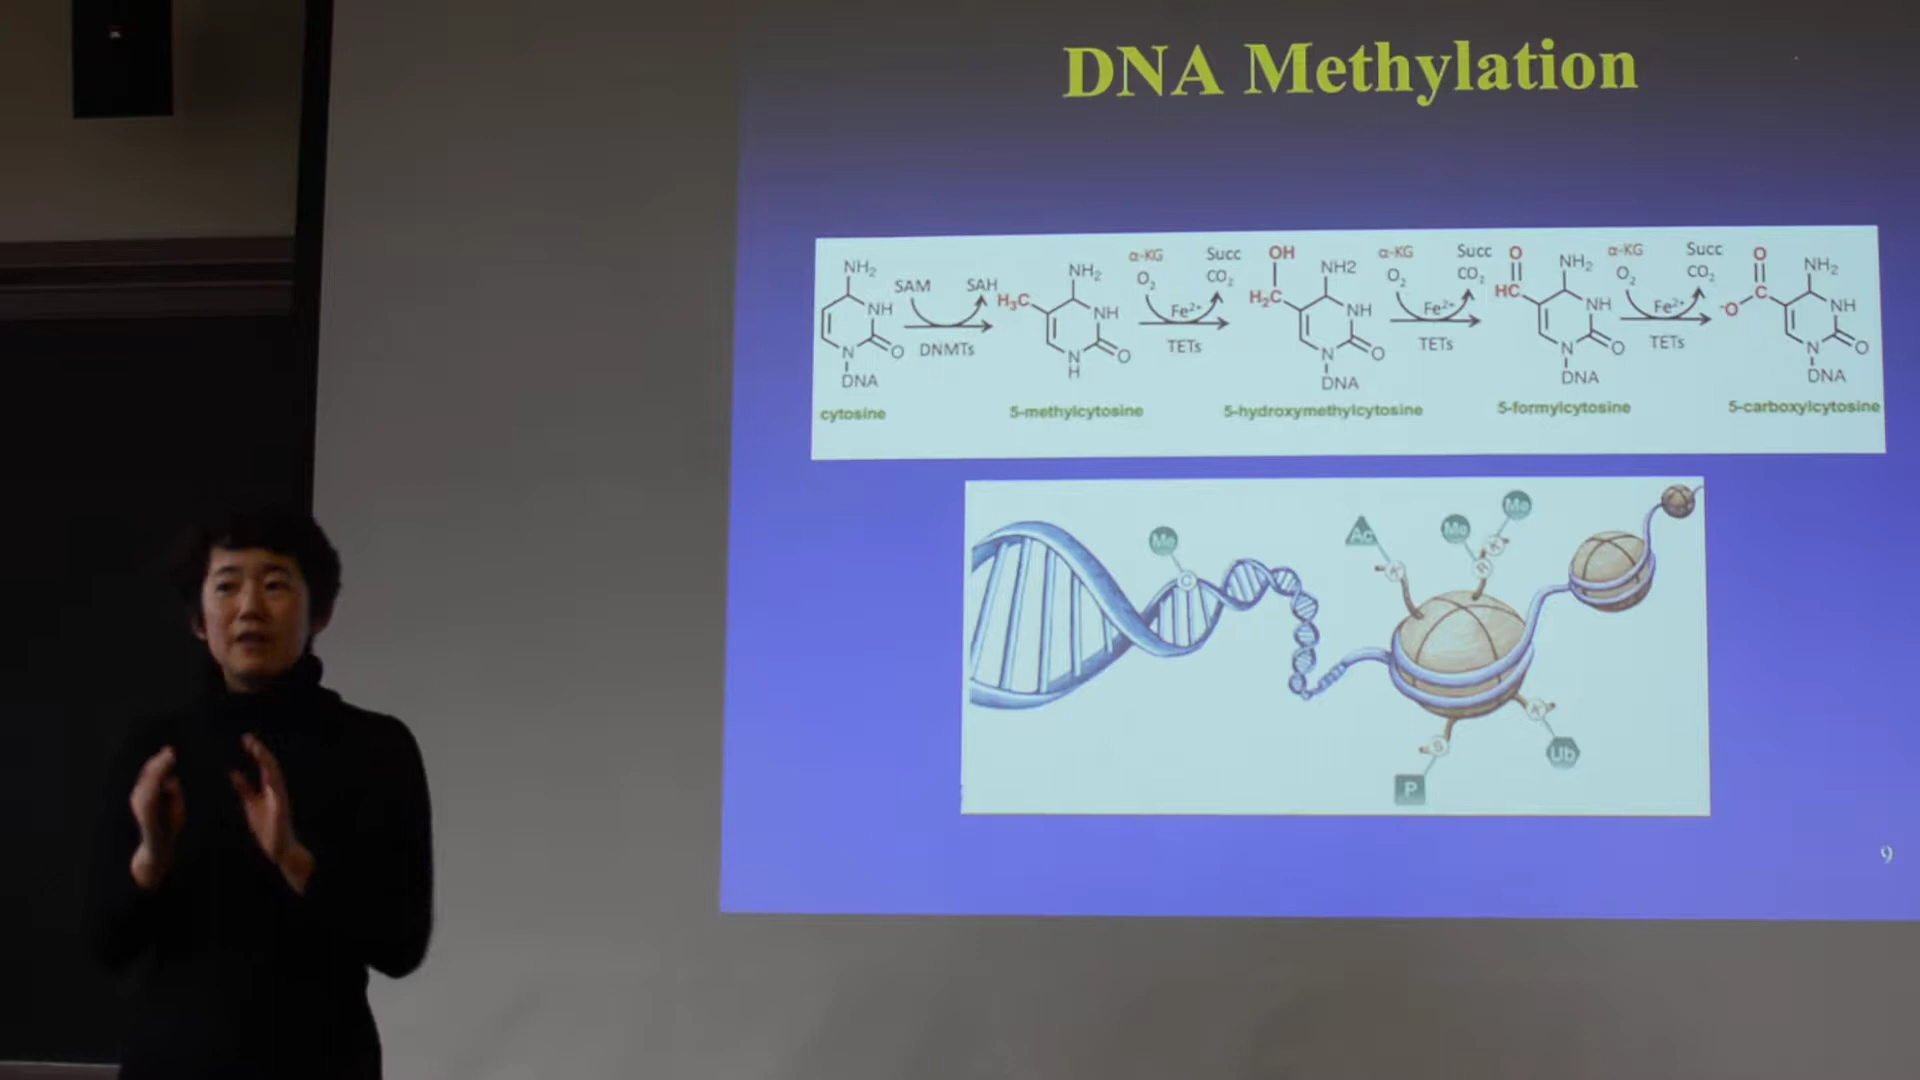 DNA Methylation
NH₂
NH
N
O
DNA
cytosine
SAM
SAH
DNMTs
H₃C
NH₂
NH
N
H
O
5-methylcytosine
α-KG
O₂
Succ
CO₂
Fe²⁺
TETs
OH
H₂C
NH2
NH
N
O
DNA
5-hydroxymethylcytosine
α-KG
O₂
Succ
CO₂
Fe²⁺
TETs
O
HC
NH₂
NH
N
O
DNA
5-formylcytosine
α-KG
O₂
Succ
CO₂
Fe²⁺
TETs
O
⁻O
C
NH₂
NH
N
O
DNA
5-carboxylcytosine
Me
C
Ac
K
Me
R
Me
K
K
Ub
S
P
9